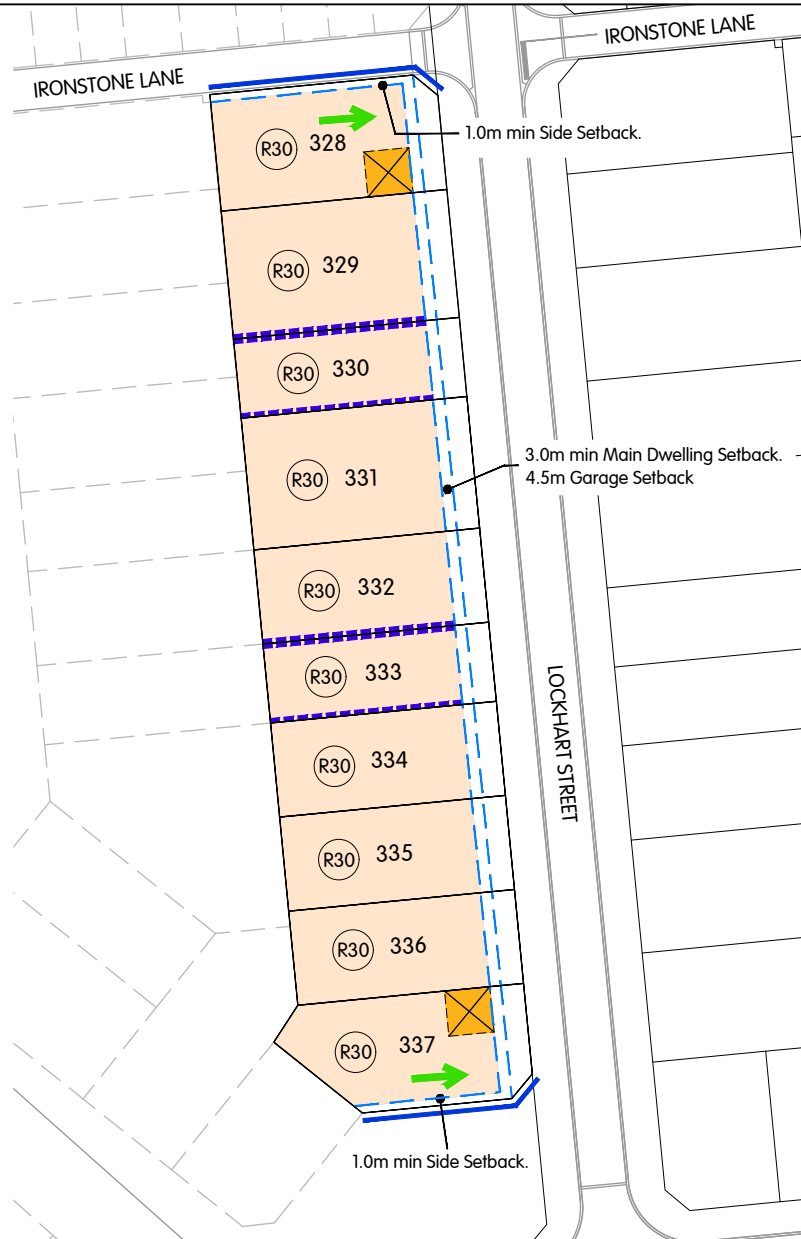 IRONSTONE LANE
IRONSTONE LANE
1.0m min Side Setback.
R30 328
R30 329
R30 330
3.0m min Main Dwelling Setback.
4.5m Garage Setback
R30 331
R30 332
R30 333
LOCKHART STREET
R30 334
R30 335
R30 336
R30 337
1.0m min Side Setback.